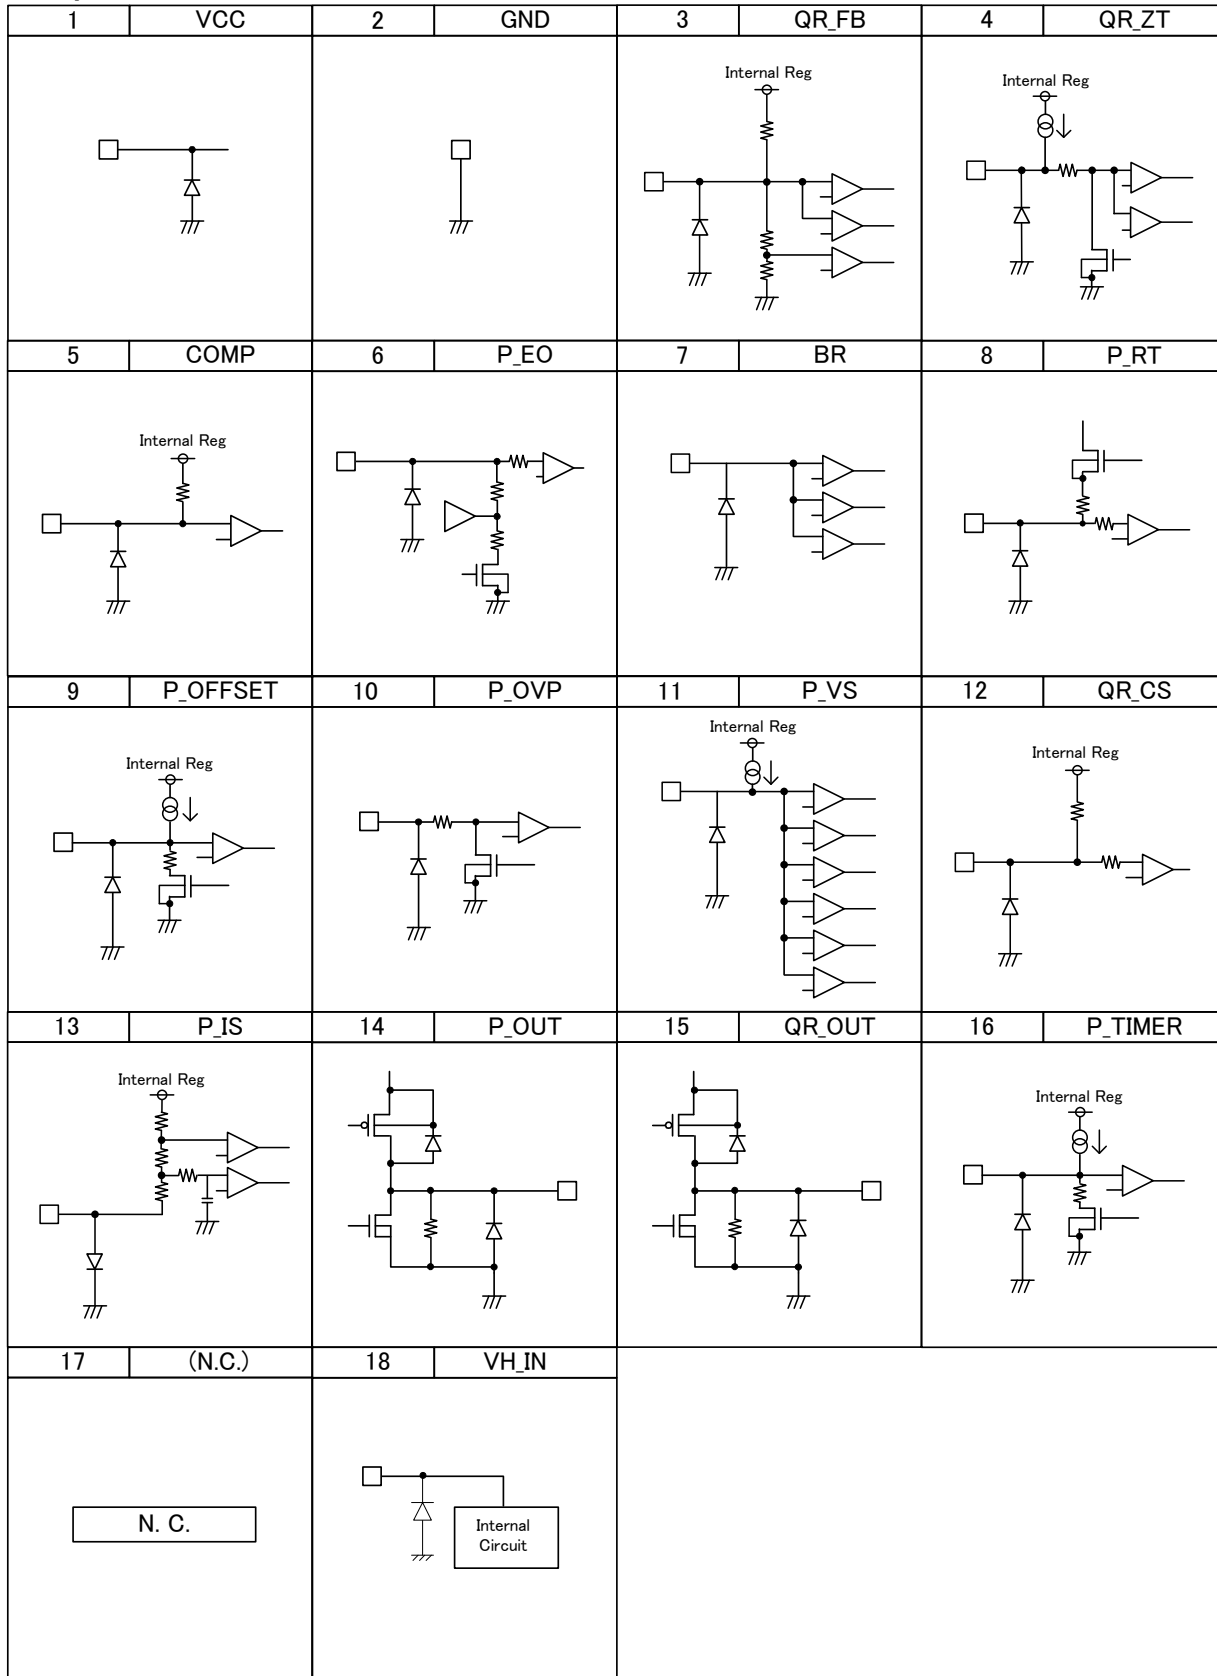 1 VCC 2 GND 3 QR_FB 4 QR_ZT
Internal Reg
Internal Reg
5 COMP 6 P_EO 7 BR 8 P_RT
Internal Reg
9 P_OFFSET 10 P_OVP 11 P_VS 12 QR_CS
Internal Reg
Internal Reg
Internal Reg
13 P_IS 14 P_OUT 15 QR_OUT 16 P_TIMER
Internal Reg
Internal Reg
17 (N.C.) 18 VH_IN
N. C.
Internal
Circuit